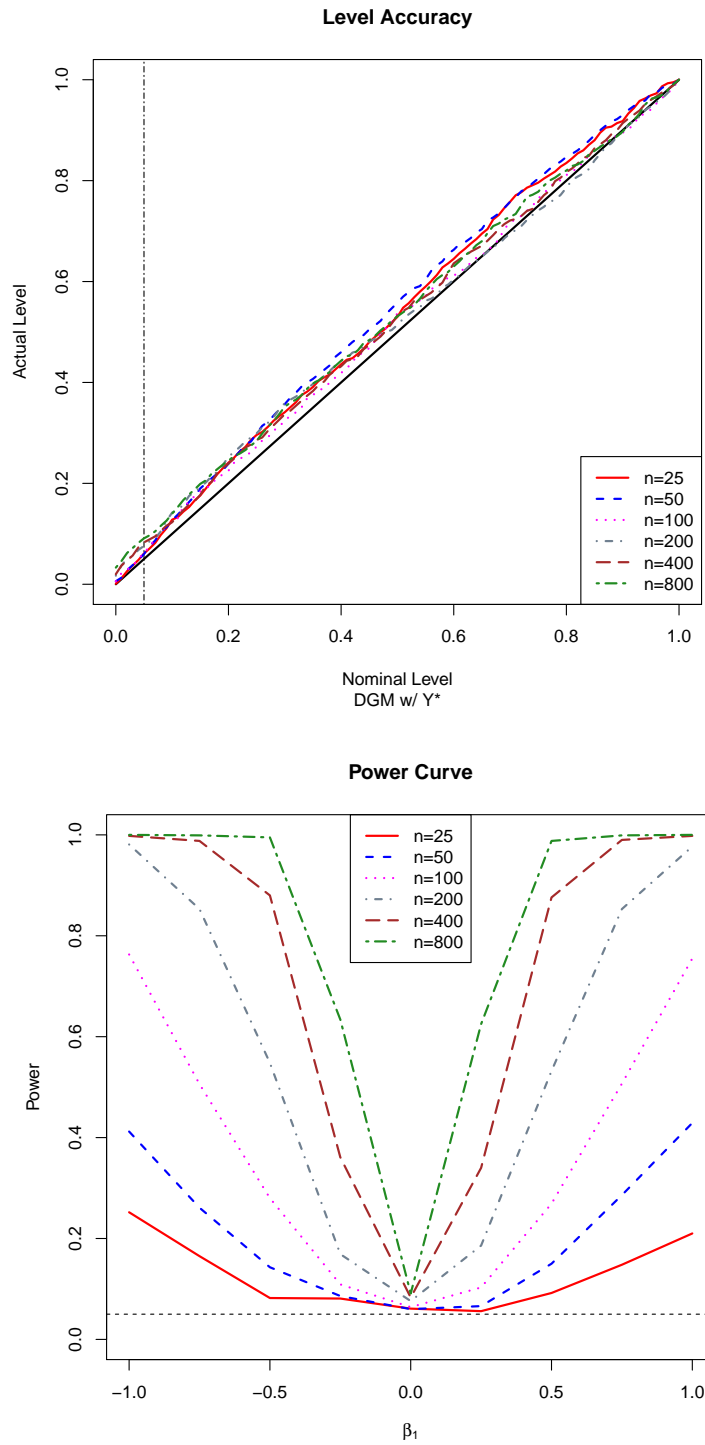 Level Accuracy
Actual Level
1.0
0.8
0.6
0.4
0.2
0.0
n=25
n=50
n=100
n=200
n=400
n=800
0.0 0.2 0.4 0.6 0.8 1.0
Nominal Level
DGM w/ Y*
Power Curve
Power
1.0
0.8
0.6
0.4
0.2
0.0
n=25
n=50
n=100
n=200
n=400
n=800
−1.0 −0.5 0.0 0.5 1.0
β₁